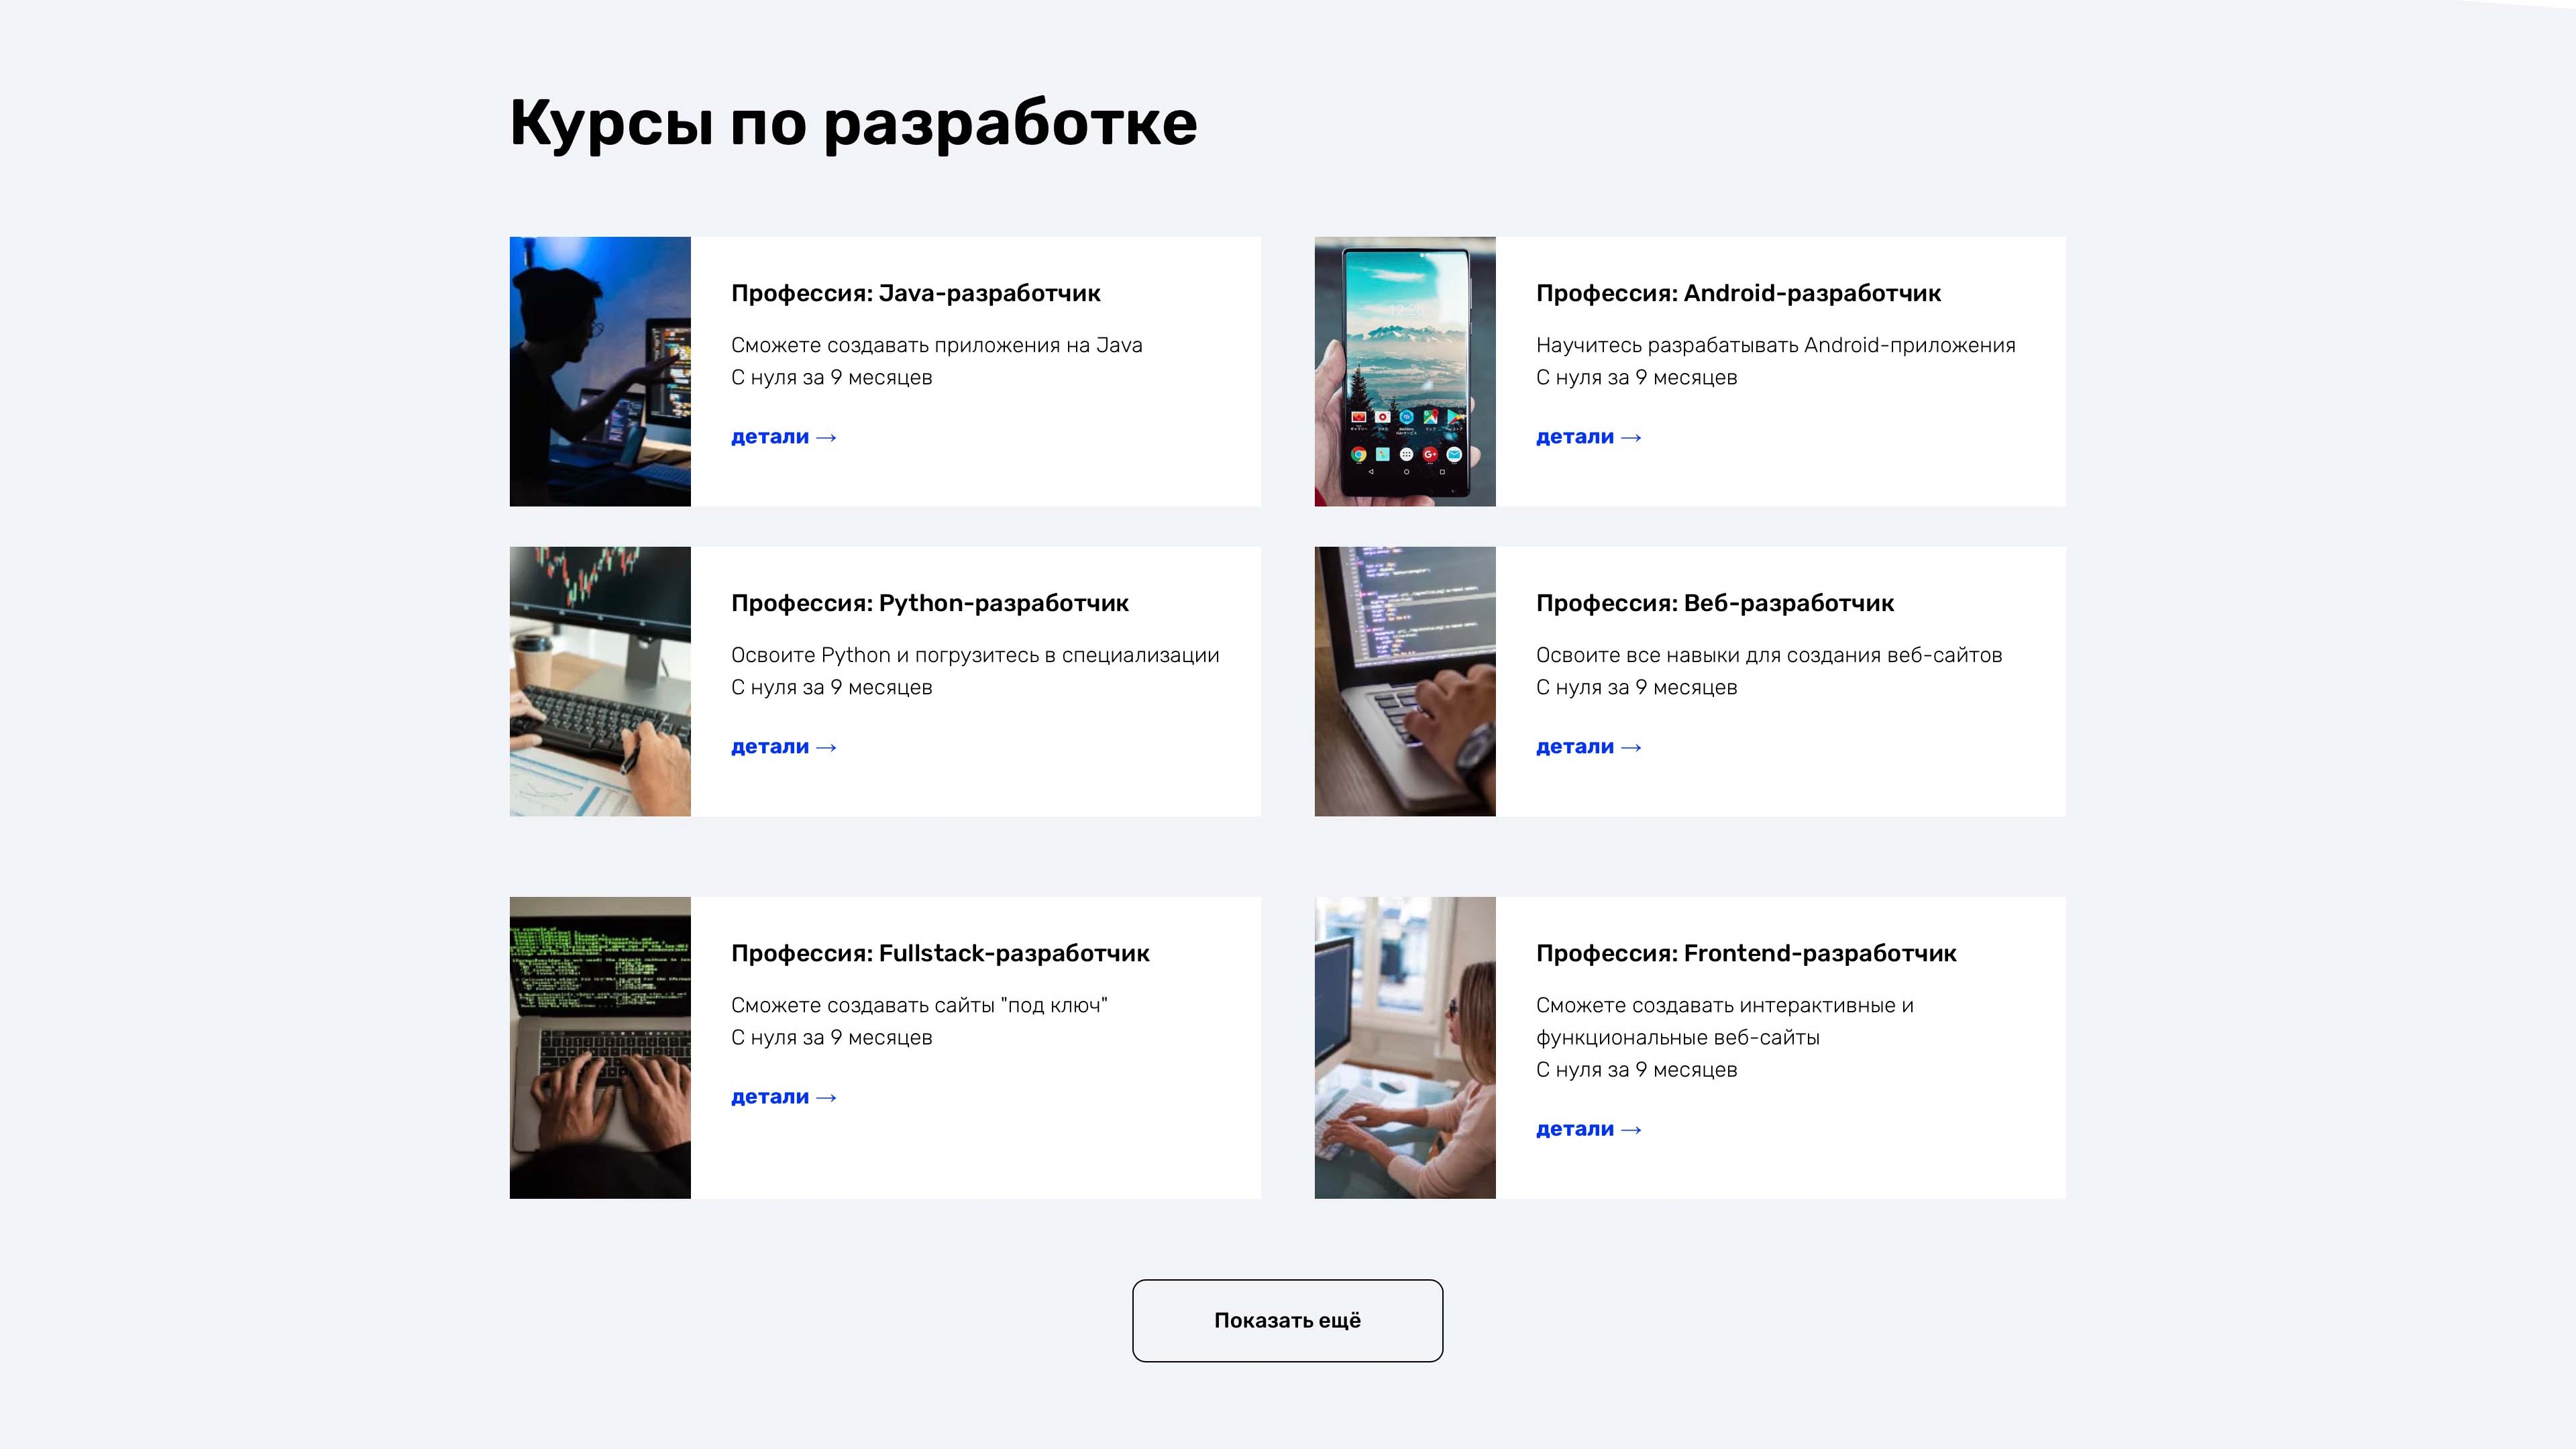 Курсы по разработке
Профессия: Java-разработчик
Сможете создавать приложения на Java
С нуля за 9 месяцев
детали →
Профессия: Android-разработчик
Научитесь разрабатывать Android-приложения
С нуля за 9 месяцев
детали →
Профессия: Python-разработчик
Освоите Python и погрузитесь в специализации
С нуля за 9 месяцев
детали →
Профессия: Веб-разработчик
Освоите все навыки для создания веб-сайтов
С нуля за 9 месяцев
детали →
Профессия: Fullstack-разработчик
Сможете создавать сайты "под ключ"
С нуля за 9 месяцев
детали →
Профессия: Frontend-разработчик
Сможете создавать интерактивные и
функциональные веб-сайты
С нуля за 9 месяцев
детали →
Показать ещё